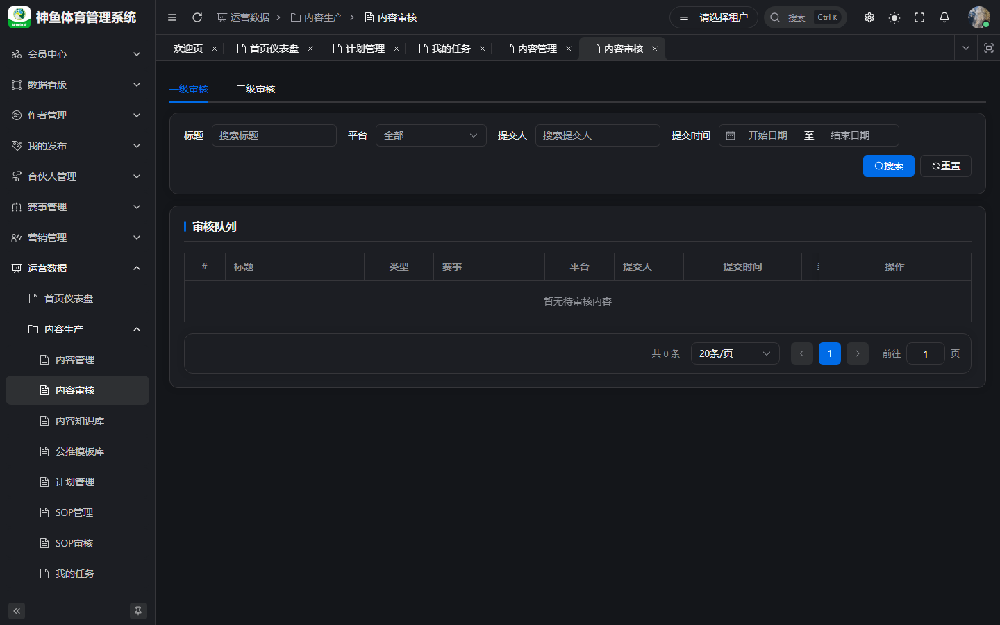 神鱼体育管理系统
运营数据
内容生产
内容审核
请选择租户
搜索
Ctrl K
欢迎页
首页仪表盘
计划管理
我的任务
内容管理
内容审核
会员中心
数据看版
作者管理
我的发布
合伙人管理
赛事管理
营销管理
运营数据
首页仪表盘
内容生产
内容管理
内容审核
内容知识库
公推模板库
计划管理
SOP管理
SOP审核
我的任务
一级审核
二级审核
标题
搜索标题
平台
全部
提交人
搜索提交人
提交时间
开始日期
至
结束日期
搜索
重置
审核队列
#
标题
类型
赛事
平台
提交人
提交时间
操作
暂无待审核内容
共 0 条
20条/页
1
前往
1
页